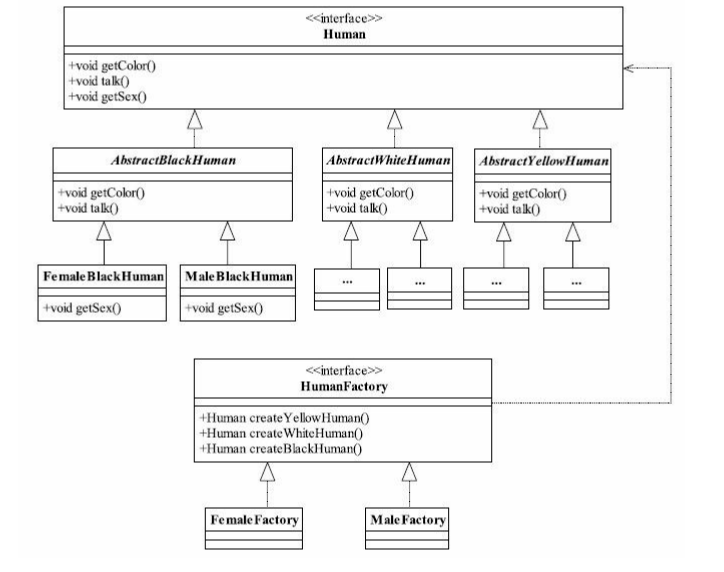 <<interface>>
Human
+void getColor()
+void talk()
+void getSex()
AbstractBlackHuman
+void getColor()
+void talk()
AbstractWhiteHuman
+void getColor()
+void talk()
AbstractYellowHuman
+void getColor()
+void talk()
FemaleBlackHuman
+void getSex()
MaleBlackHuman
+void getSex()
...
...
...
...
<<interface>>
HumanFactory
+Human createYellowHuman()
+Human createWhiteHuman()
+Human createBlackHuman()
FemaleFactory
MaleFactory